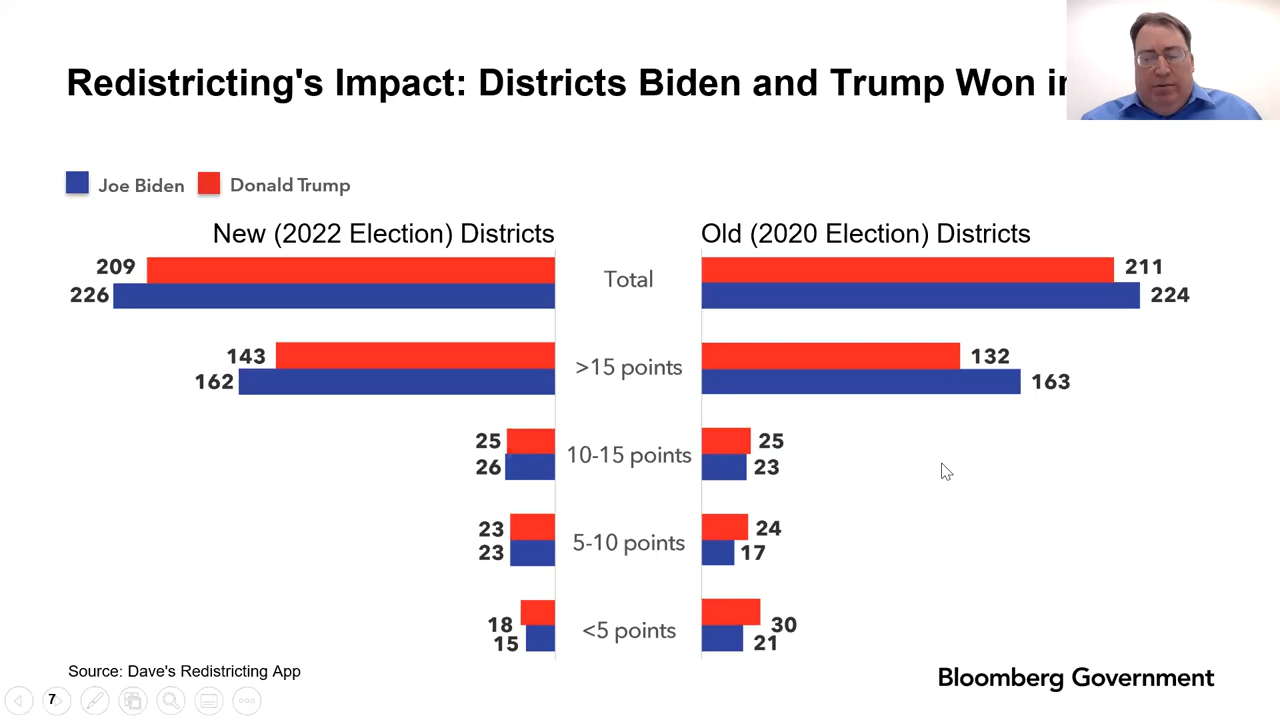 Redistricting's Impact: Districts Biden and Trump Won in
Joe Biden Donald Trump
New (2022 Election) Districts
Old (2020 Election) Districts
209 Total 211
226 224
143 >15 points 132
162 163
25 10-15 points 25
26 23
23 5-10 points 24
23 17
18 <5 points 30
15 21
Source: Dave's Redistricting App
Bloomberg Government
7